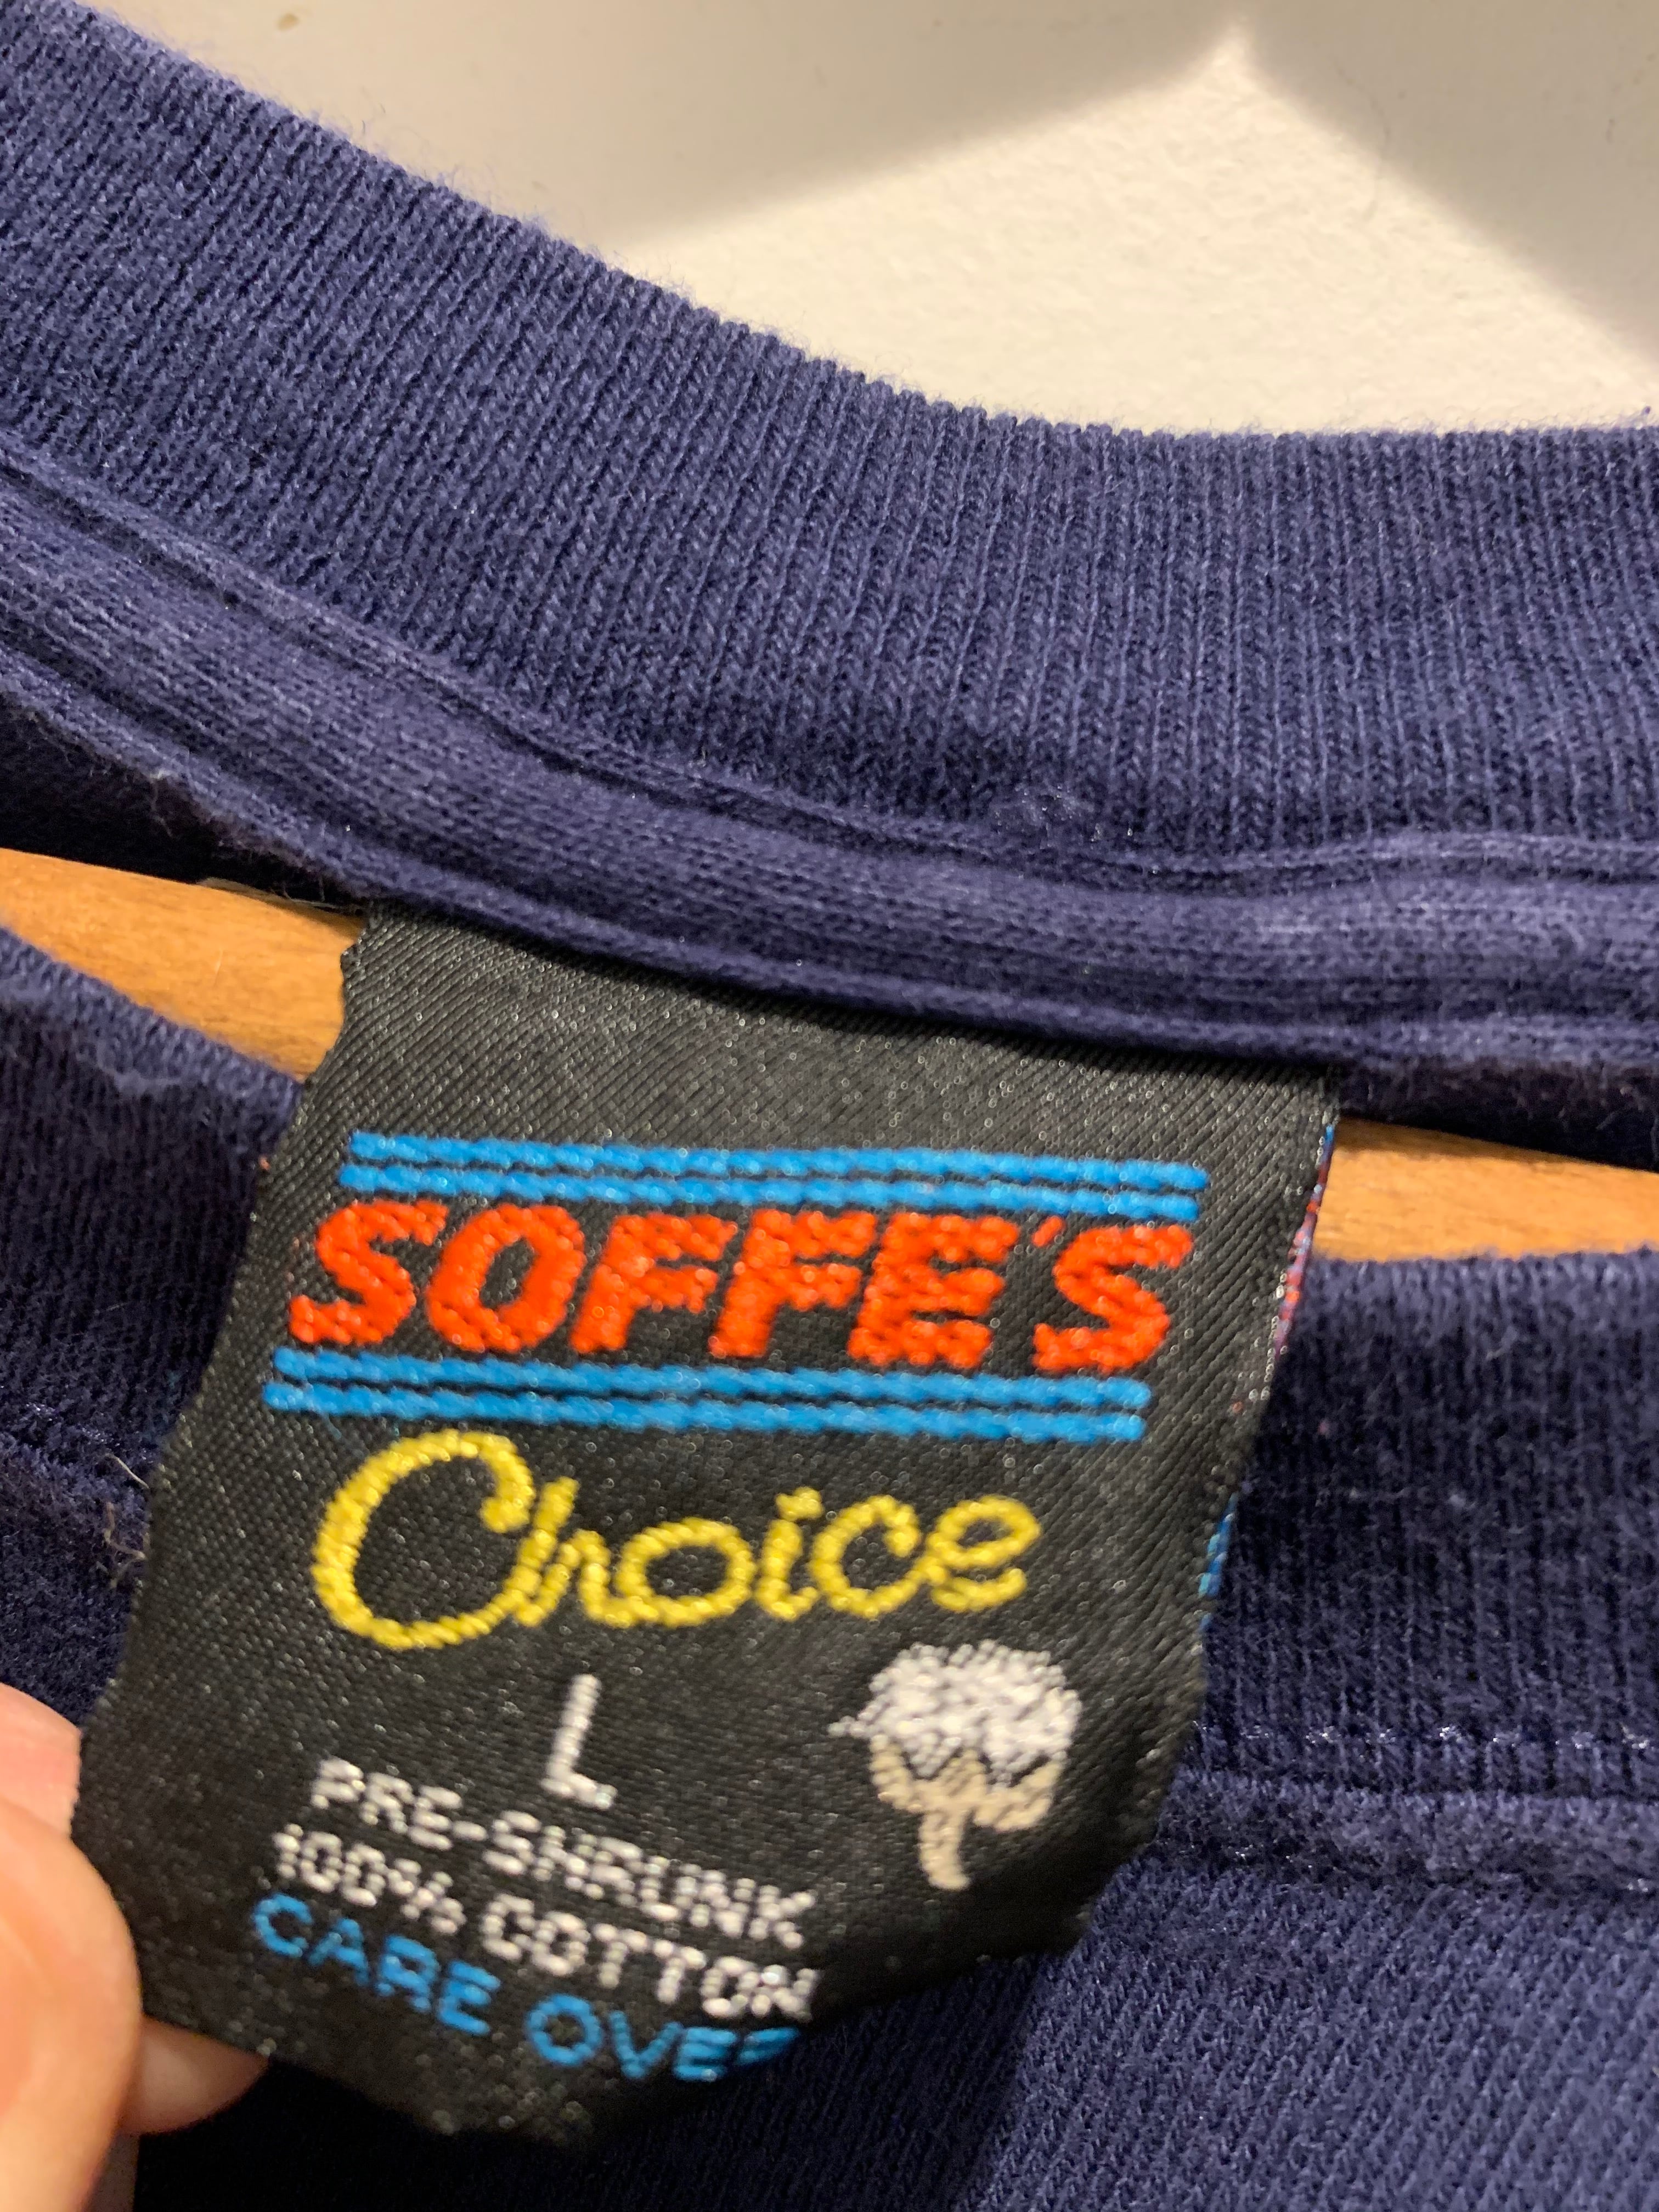 SOFFE'S
Choice
L
PRE-SHRUNK
100% COTTON
CARE OVER